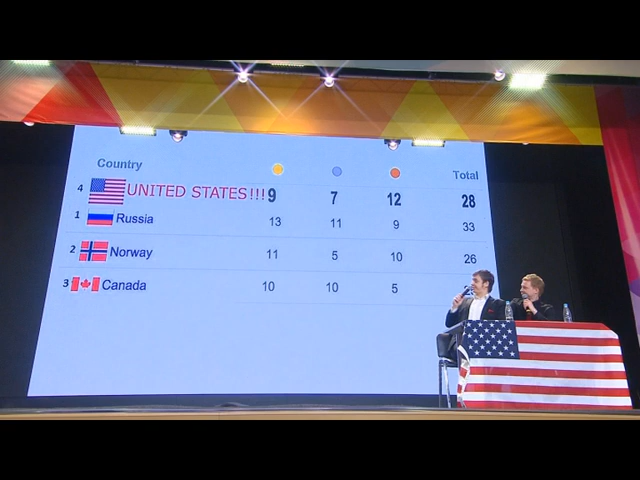 Country Total
4 UNITED STATES!!! 9 7 12 28
1 Russia 13 11 9 33
2 Norway 11 5 10 26
3 Canada 10 10 5